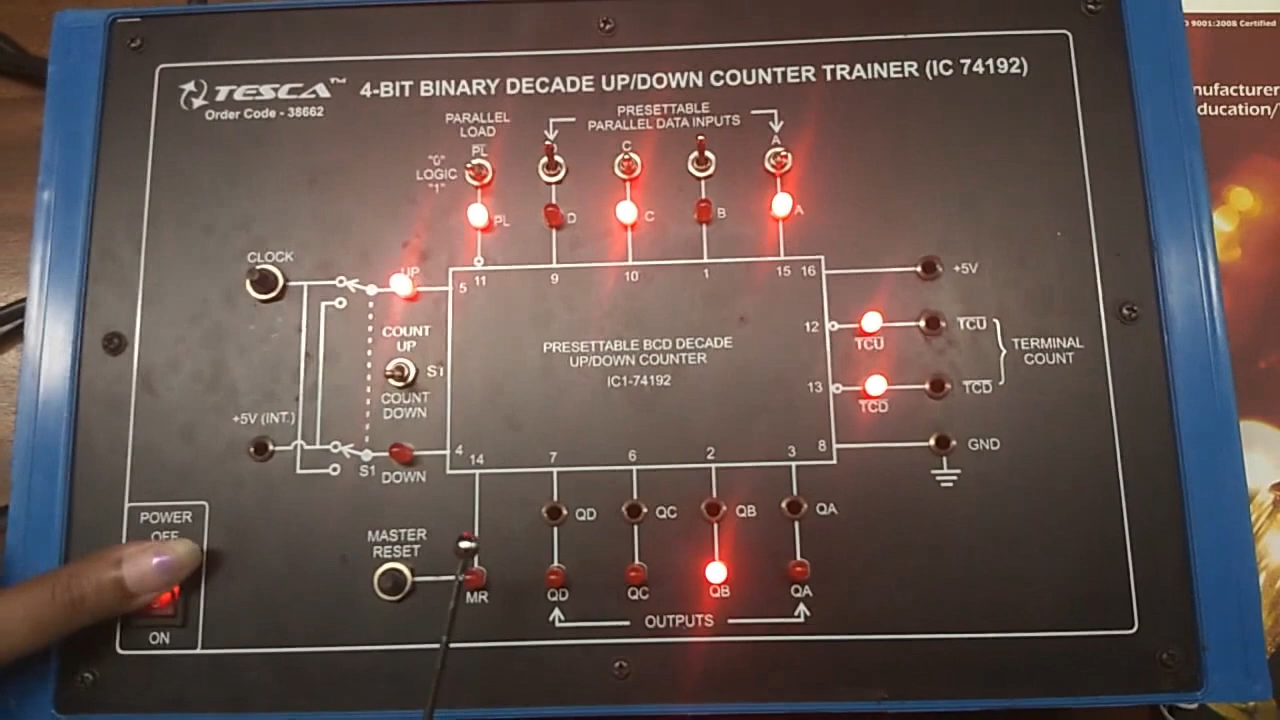 9001:2008 Certified
nufacturer
ducation/
TESCA™ 4-BIT BINARY DECADE UP/DOWN COUNTER TRAINER (IC 74192)
Order Code - 38662
PARALLEL
LOAD
PRESETTABLE
PARALLEL DATA INPUTS
PL
C
A
"0"
LOGIC
"1"
PL
D
C
B
A
CLOCK
UP
5
11
9
10
1
15
16
+5V
12
TCU
TCU
13
TCD
TCD
TERMINAL
COUNT
COUNT
UP
S1
COUNT
DOWN
PRESETTABLE BCD DECADE
UP/DOWN COUNTER
IC1-74192
+5V (INT.)
S1
DOWN
4
14
7
6
2
3
8
GND
POWER
OFF
ON
MASTER
RESET
MR
QD
QC
QB
QA
QD
QC
QB
QA
OUTPUTS